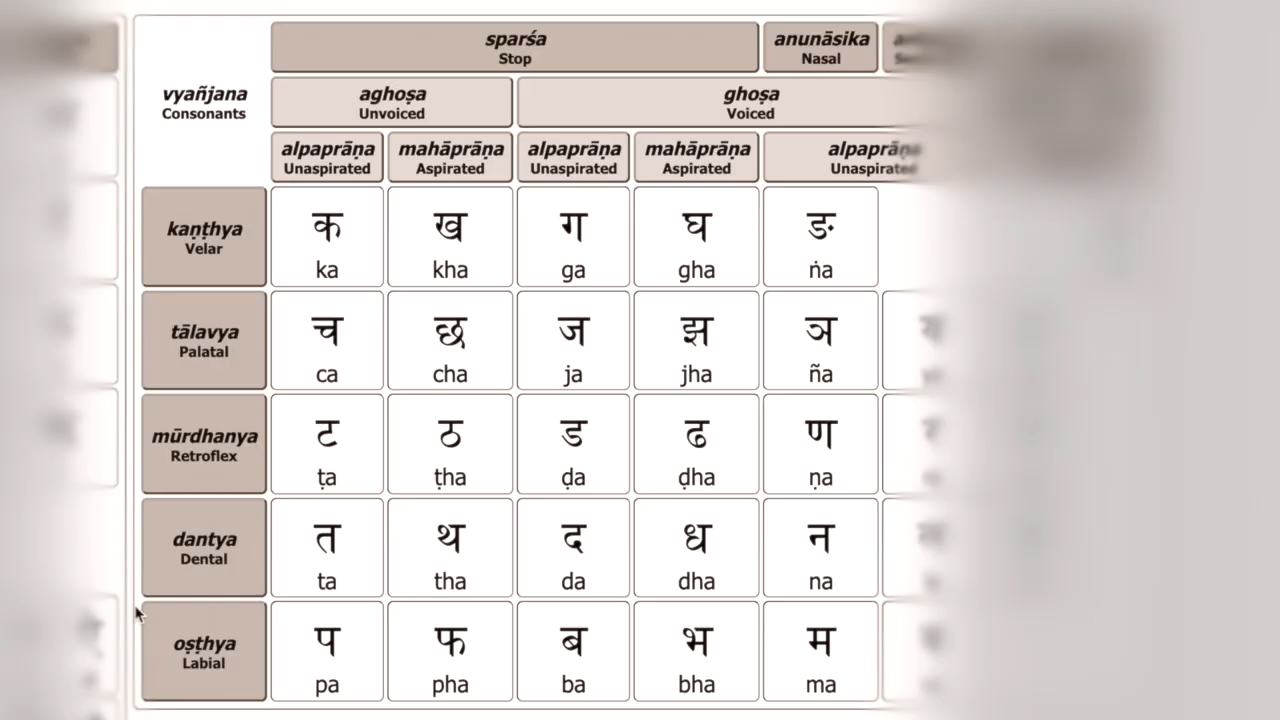 sparśa
Stop
anunāsika
Nasal
vyañjana
Consonants
aghoṣa
Unvoiced
ghoṣa
Voiced
alpaprāṇa
Unaspirated
mahāprāṇa
Aspirated
alpaprāṇa
Unaspirated
mahāprāṇa
Aspirated
alpaprāṇa
Unaspirated
kaṇṭhya
Velar
क ख ग घ ङ
ka kha ga gha ṅa
tālavya
Palatal
च छ ज झ ञ
ca cha ja jha ña
mūrdhanya
Retroflex
ट ठ ड ढ ण
ṭa ṭha ḍa ḍha ṇa
dantya
Dental
त थ द ध न
ta tha da dha na
oṣṭhya
Labial
प फ ब भ म
pa pha ba bha ma